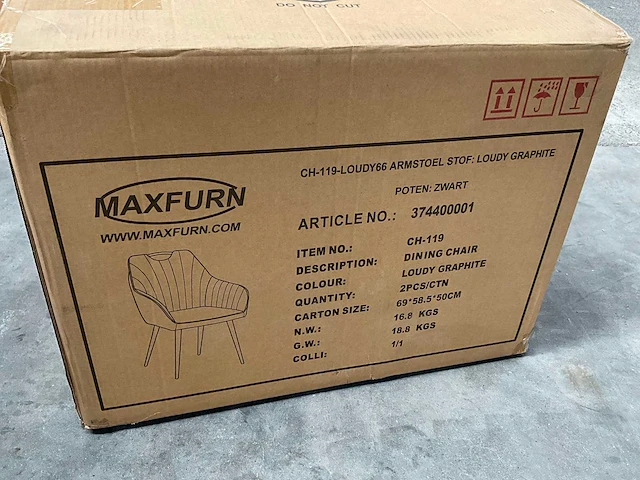 DO NOT CUT
CH-119-LOUDY66 ARMSTOEL STOF: LOUDY GRAPHITE
POTEN: ZWART
MAXFURN
WWW.MAXFURN.COM
ARTICLE NO.: 374400001
ITEM NO.: CH-119
DESCRIPTION: DINING CHAIR
COLOUR: LOUDY GRAPHITE
QUANTITY: 2PCS/CTN
CARTON SIZE: 69*58.5*50CM
N.W.: 16.8 KGS
G.W.: 18.8 KGS
COLLI: 1/1